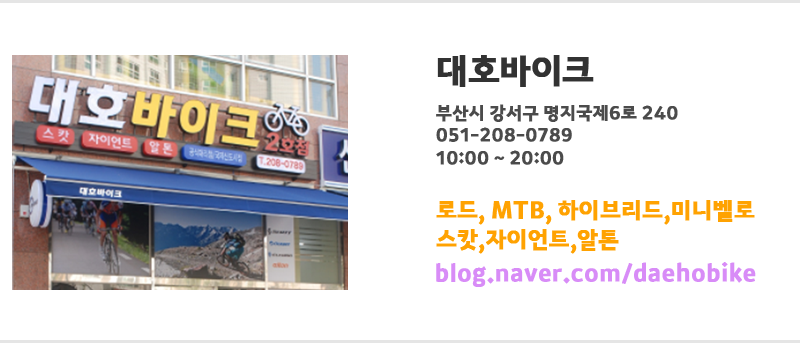 대호바이크
2호점
스캇 자이언트 알톤
T.208-0789
대호바이크
대호바이크
부산시 강서구 명지국제6로 240
051-208-0789
10:00 ~ 20:00
로드, MTB, 하이브리드,미니벨로
스캇,자이언트,알톤
blog.naver.com/daehobike